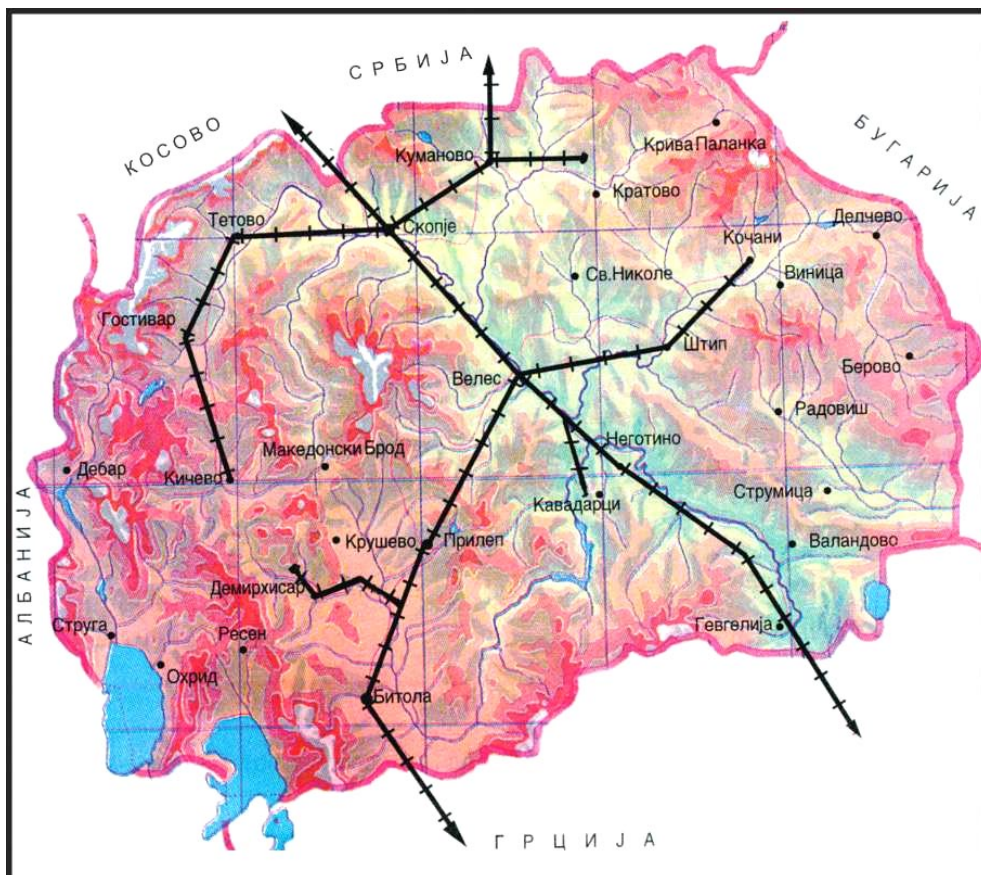 СРБИЈА
КОСОВО
БУГАРИЈА
Крива Паланка
Куманово
Кратово
Тетово
Скопје
Делчево
Кочани
Св.Николе
Виница
Гостивар
Штип
Велес
Берово
Радовиш
Македонски Брод
Неготино
Дебар
Кичево
Струмица
Кавадарци
АЛБАНИЈА
Крушево
Прилеп
Валандово
Демирхисар
Струга
Гевгелија
Ресен
Охрид
Битола
ГРЦИЈА